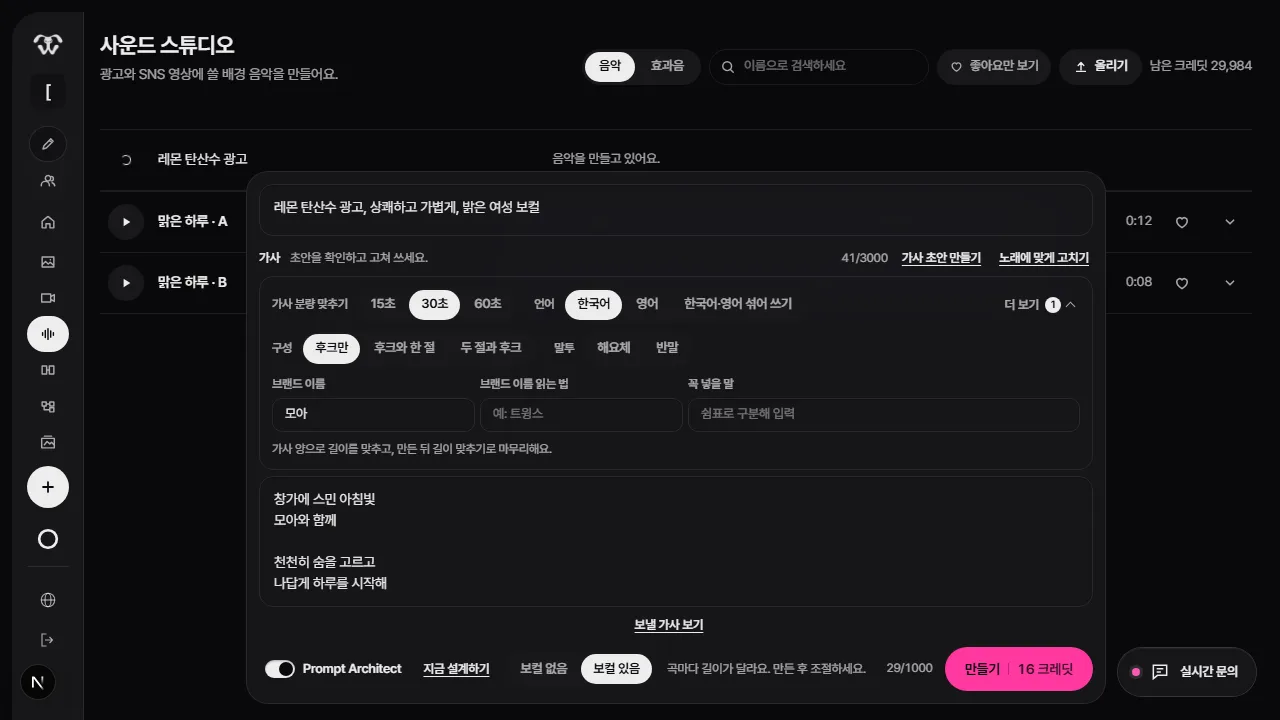 사운드 스튜디오
광고와 SNS 영상에 쓸 배경 음악을 만들어요.
음악
효과음
이름으로 검색하세요
좋아요만 보기
올리기
남은 크레딧 29,984
[
레몬 탄산수 광고
음악을 만들고 있어요.
맑은 하루 · A
0:12
맑은 하루 · B
0:08
레몬 탄산수 광고, 상쾌하고 가볍게, 밝은 여성 보컬
가사 초안을 확인하고 고쳐 쓰세요.
41/3000
가사 초안 만들기
노래에 맞게 고치기
가사 분량 맞추기 15초 30초 60초 언어 한국어 영어 한국어·영어 섞어 쓰기
더 보기 1
구성 후크만 후크와 한 절 두 절과 후크 말투 해요체 반말
브랜드 이름
브랜드 이름 읽는 법
꼭 넣을 말
모아
예: 트윙스
쉼표로 구분해 입력
가사 양으로 길이를 맞추고, 만든 뒤 길이 맞추기로 마무리해요.
창가에 스민 아침빛
모아와 함께
천천히 숨을 고르고
나답게 하루를 시작해
보낼 가사 보기
Prompt Architect
지금 설계하기
보컬 없음
보컬 있음
곡마다 길이가 달라요. 만든 후 조절하세요.
29/1000
만들기 | 16 크레딧
실시간 문의
N